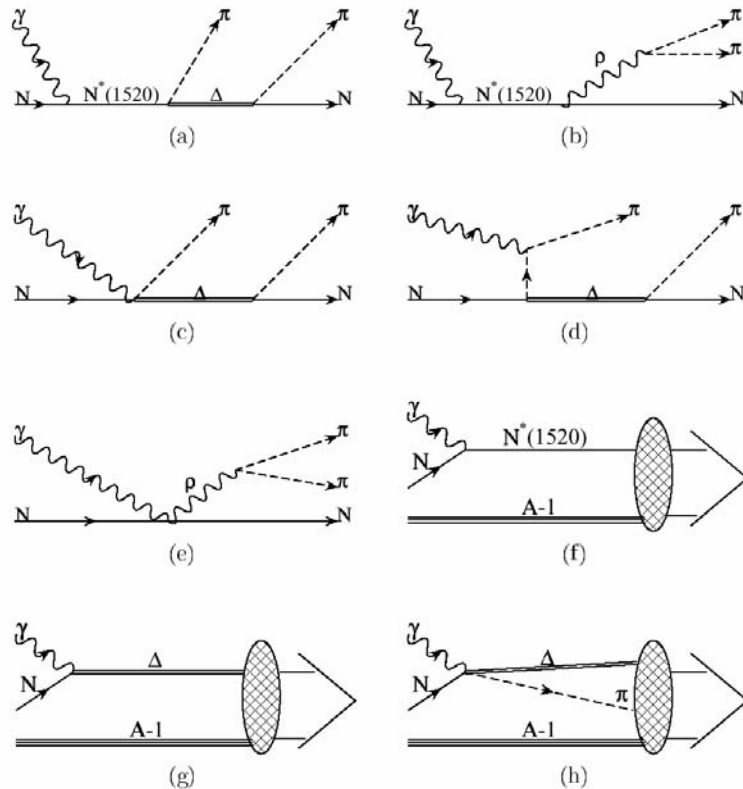 γ π π
N N*(1520) Δ N
(a)
γ ρ π
π
N N*(1520) N
(b)
γ π π
N Δ N
(c)
γ π π
N Δ N
(d)
γ ρ π
π
N N
(e)
γ
N N*(1520)
A-1
(f)
γ
N Δ
A-1
(g)
γ
N Δ
π
A-1
(h)